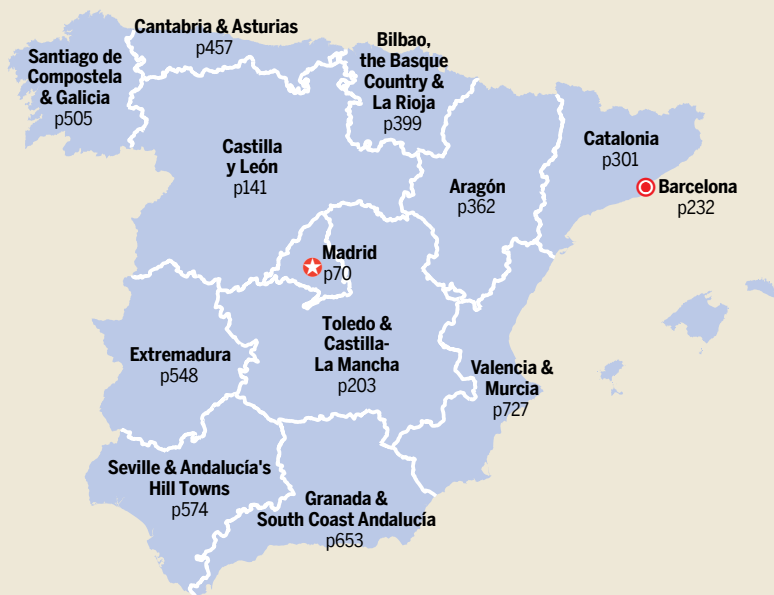 Cantabria & Asturias
p457
Bilbao,
the Basque
Country &
La Rioja
p399
Santiago de
Compostela
& Galicia
p505
Castilla
y León
p141
Catalonia
p301
Aragón
p362
Barcelona
p232
Madrid
p70
Toledo &
Castilla-
La Mancha
p203
Extremadura
p548
Valencia &
Murcia
p727
Seville & Andalucía's
Hill Towns
p574
Granada &
South Coast Andalucía
p653